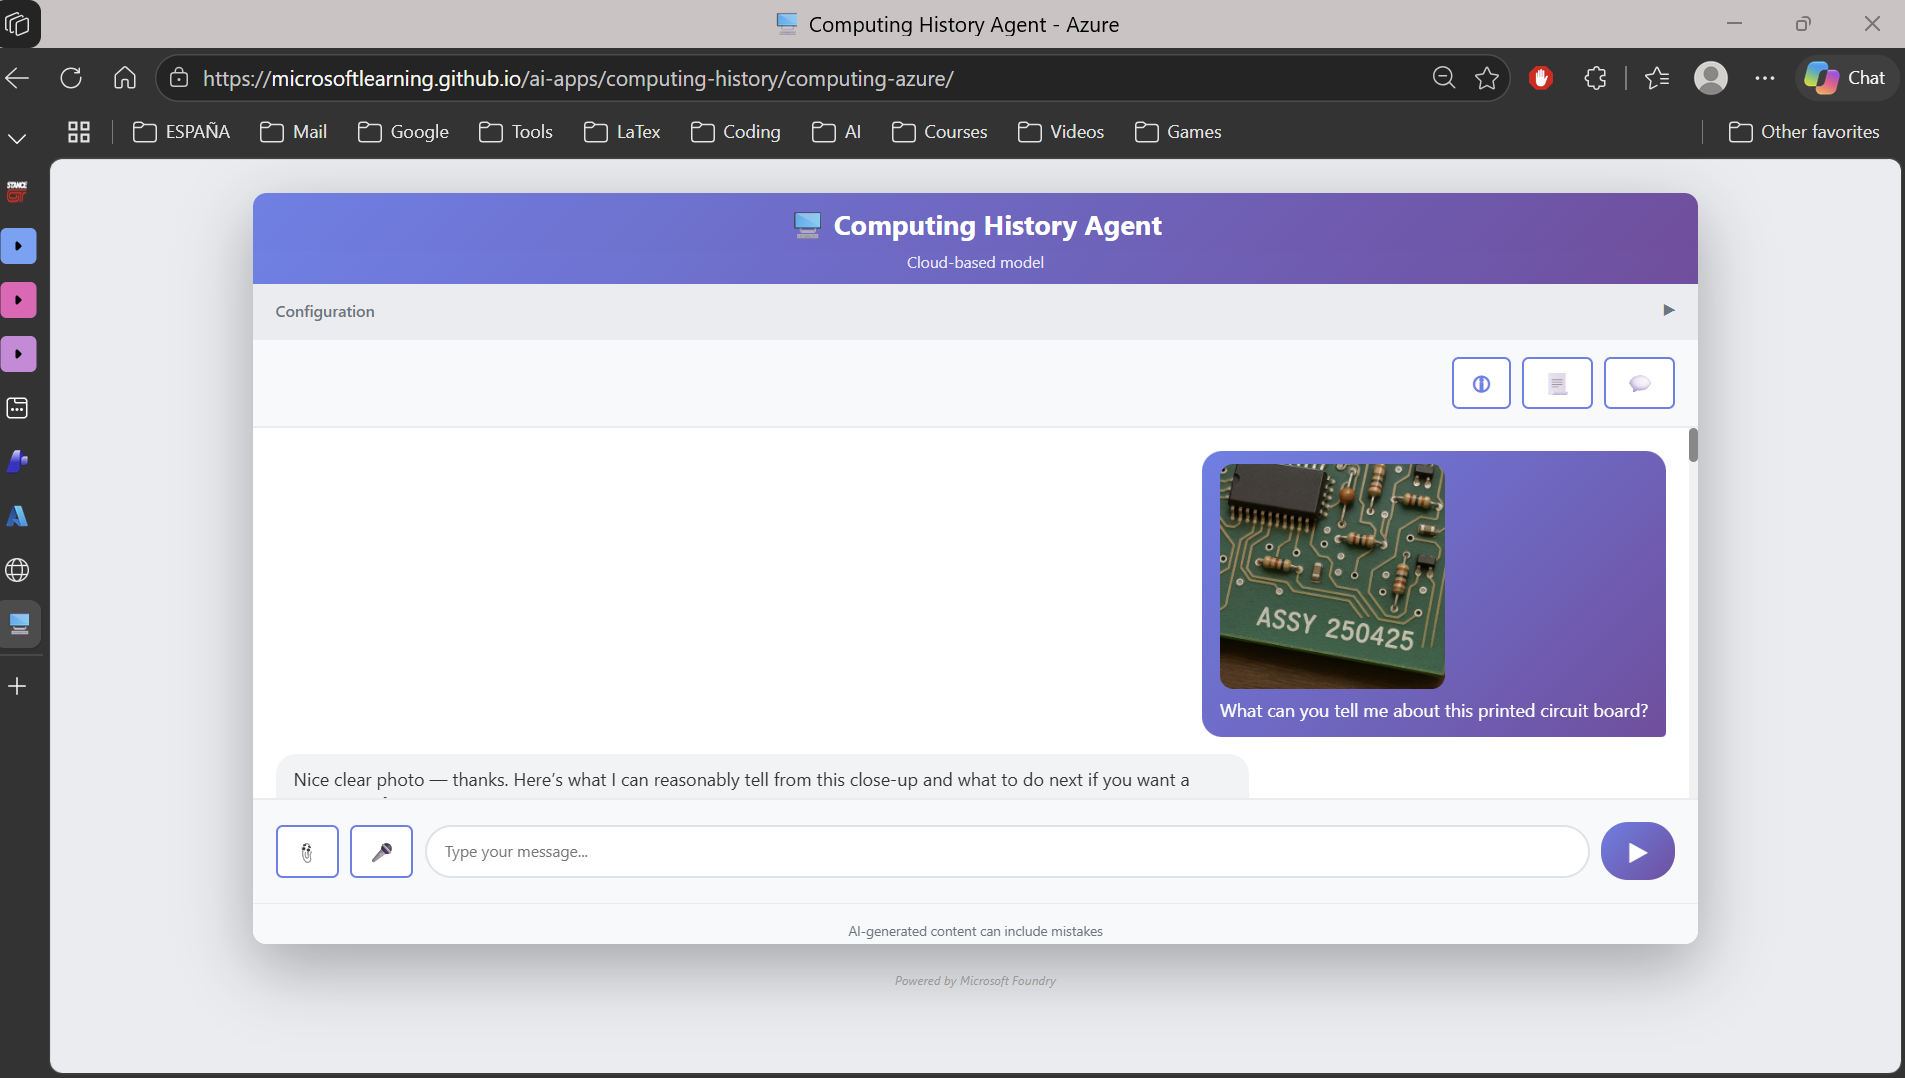 Computing History Agent - Azure
https://microsoftlearning.github.io/ai-apps/computing-history/computing-azure/
Chat
ESPAÑA
Mail
Google
Tools
LaTex
Coding
AI
Courses
Videos
Games
Other favorites
STANCE
GT
Computing History Agent
Cloud-based model
Configuration
ASSY 250425
What can you tell me about this printed circuit board?
Nice clear photo — thanks. Here's what I can reasonably tell from this close-up and what to do next if you want a
Type your message...
AI-generated content can include mistakes
Powered by Microsoft Foundry